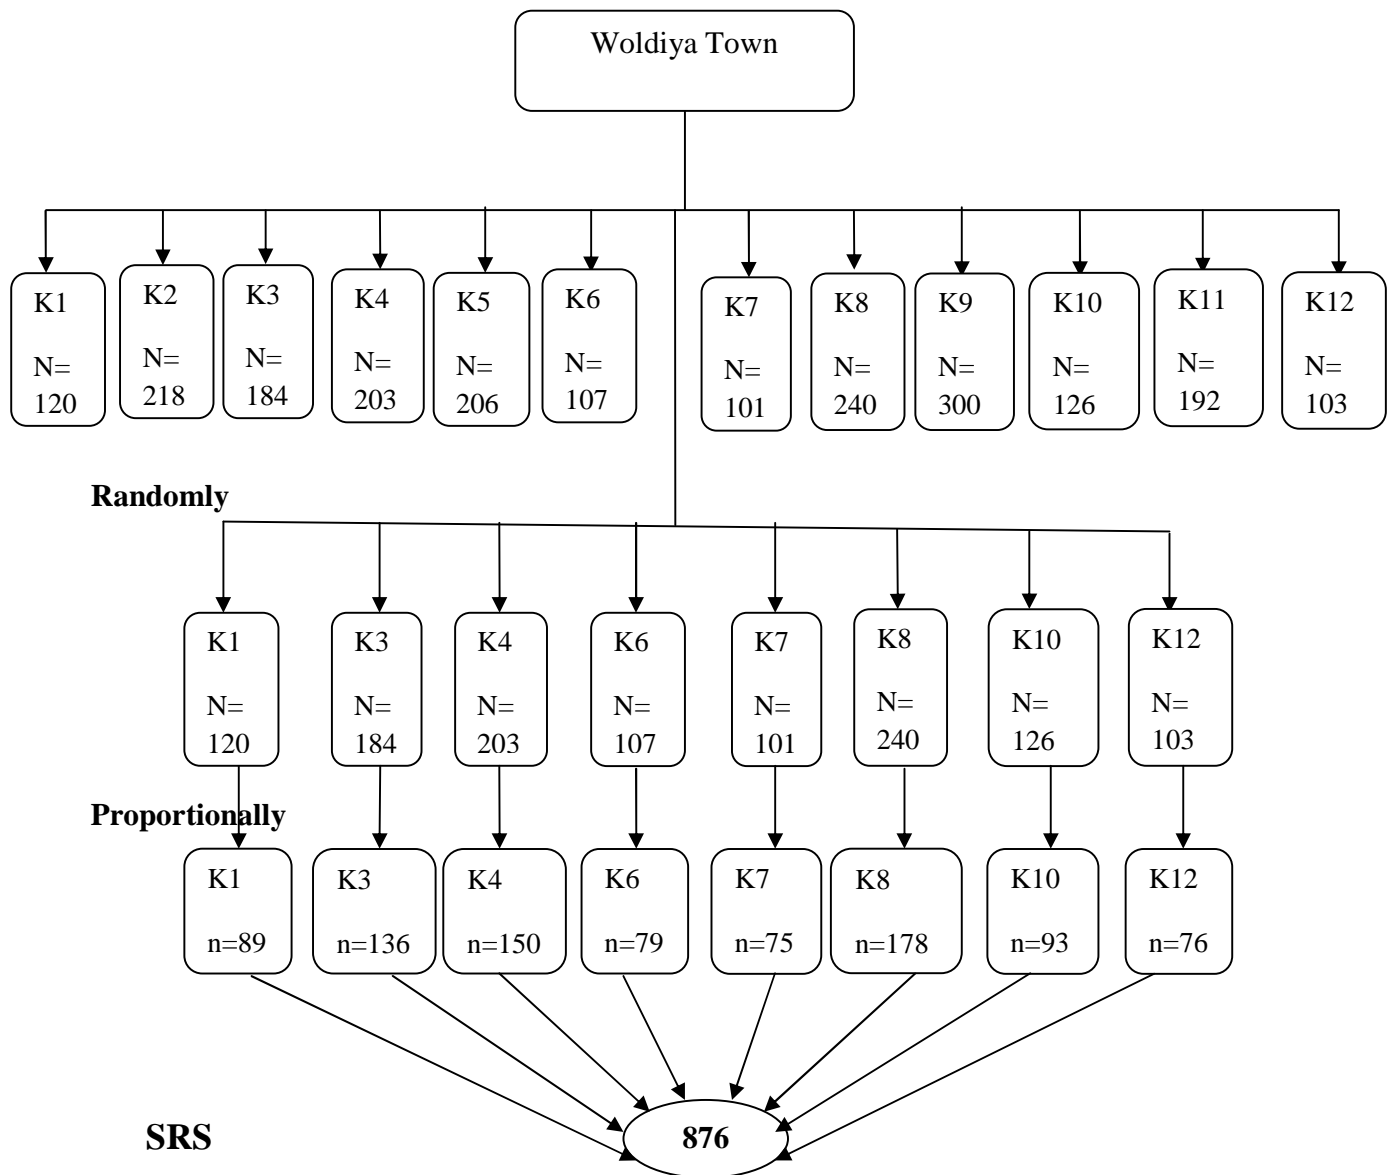 Woldiya Town
K1
N=
120
K2
N=
218
K3
N=
184
K4
N=
203
K5
N=
206
K6
N=
107
K7
N=
101
K8
N=
240
K9
N=
300
K10
N=
126
K11
N=
192
K12
N=
103
Randomly
K1
N=
120
K3
N=
184
K4
N=
203
K6
N=
107
K7
N=
101
K8
N=
240
K10
N=
126
K12
N=
103
Proportionally
K1
n=89
K3
n=136
K4
n=150
K6
n=79
K7
n=75
K8
n=178
K10
n=93
K12
n=76
876
SRS